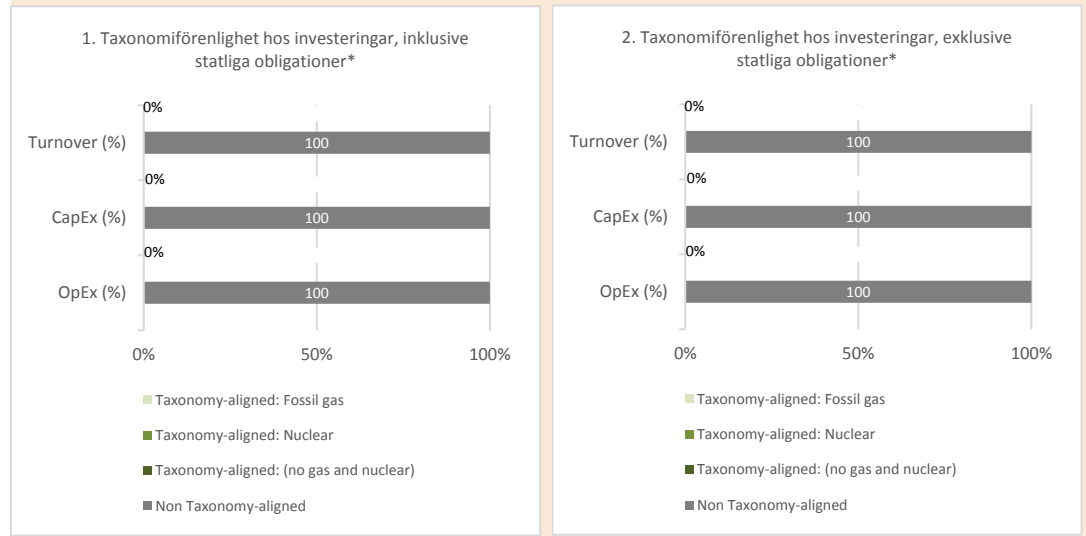 1. Taxonomiförenlighet hos investeringar, inklusive
statliga obligationer*
0%
Turnover (%)
100
0%
CapEx (%)
100
0%
OpEx (%)
100
0%
50%
100%
Taxonomy-aligned: Fossil gas
Taxonomy-aligned: Nuclear
Taxonomy-aligned: (no gas and nuclear)
Non Taxonomy-aligned
2. Taxonomiförenlighet hos investeringar, exklusive
statliga obligationer*
0%
Turnover (%)
100
0%
CapEx (%)
100
0%
OpEx (%)
100
0%
50%
100%
Taxonomy-aligned: Fossil gas
Taxonomy-aligned: Nuclear
Taxonomy-aligned: (no gas and nuclear)
Non Taxonomy-aligned